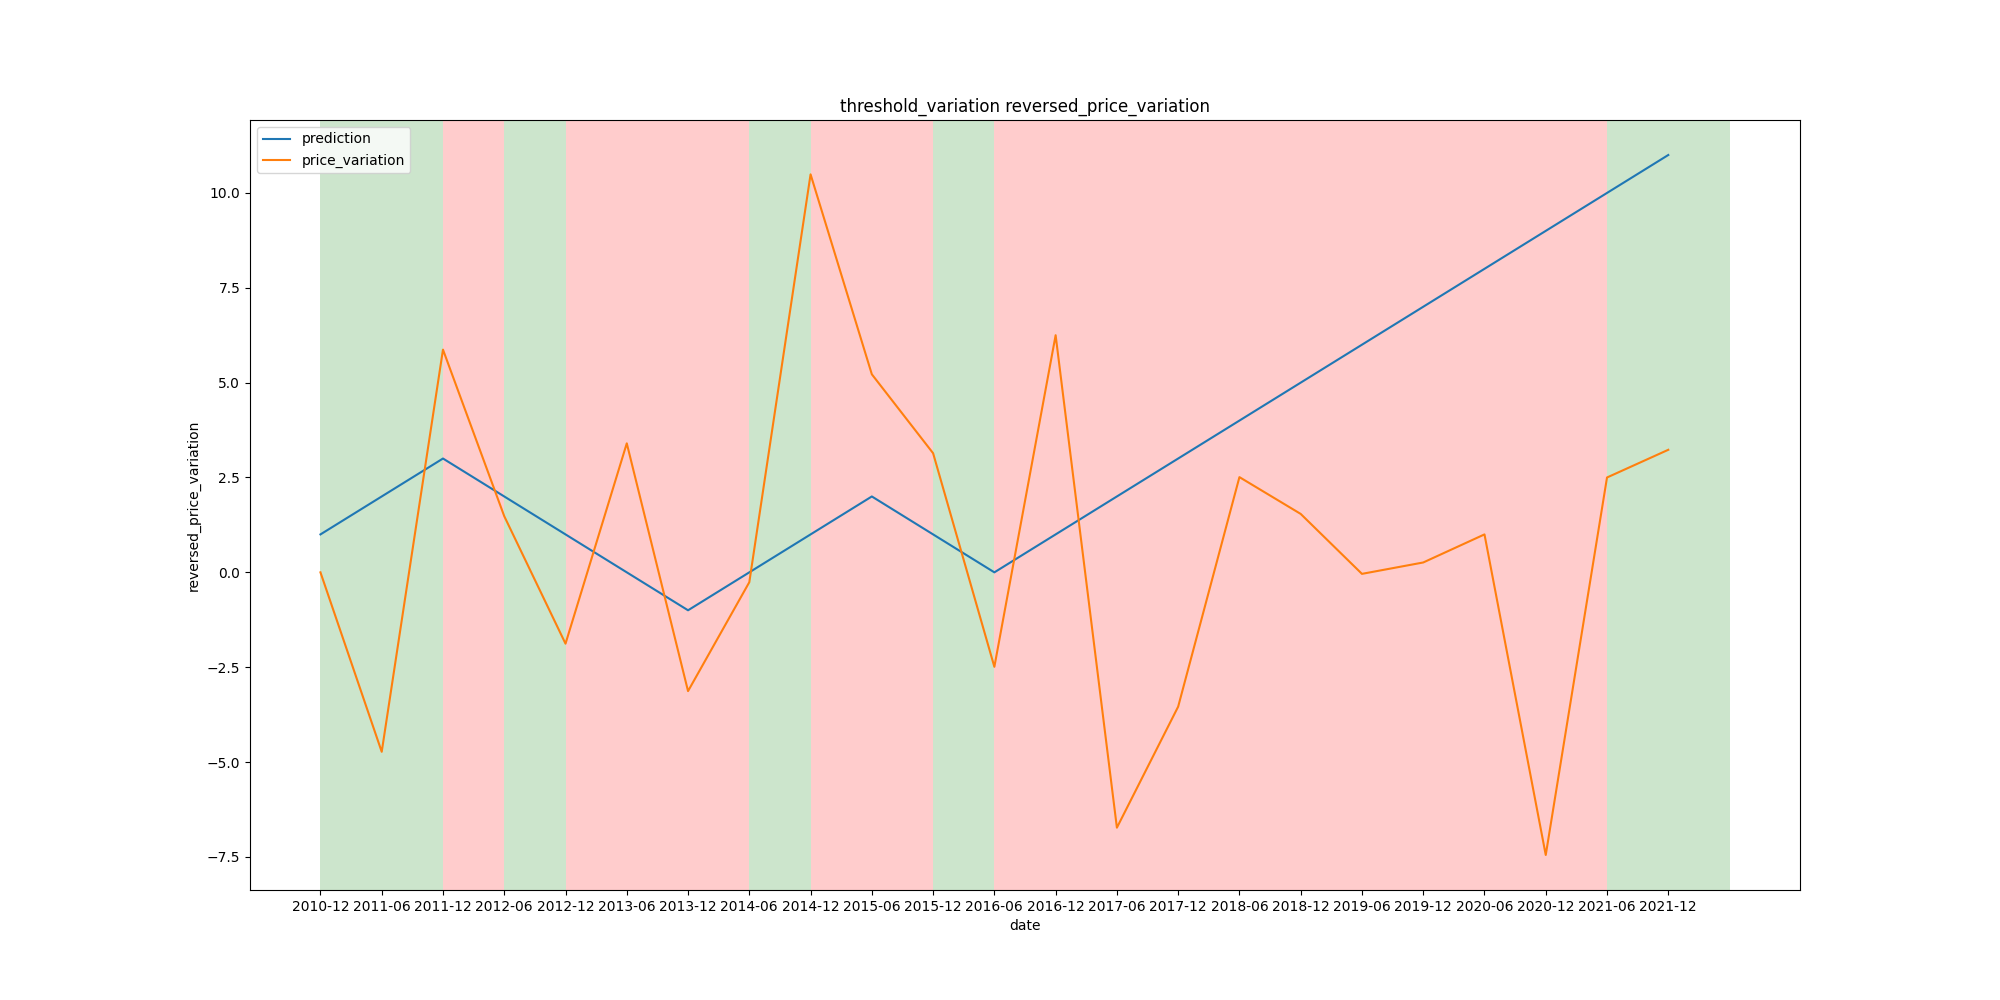 threshold_variation reversed_price_variation
prediction
price_variation
10.0
7.5
5.0
2.5
0.0
−2.5
−5.0
−7.5
reversed_price_variation
2010-12 2011-06 2011-12 2012-06 2012-12 2013-06 2013-12 2014-06 2014-12 2015-06 2015-12 2016-06 2016-12 2017-06 2017-12 2018-06 2018-12 2019-06 2019-12 2020-06 2020-12 2021-06 2021-12
date